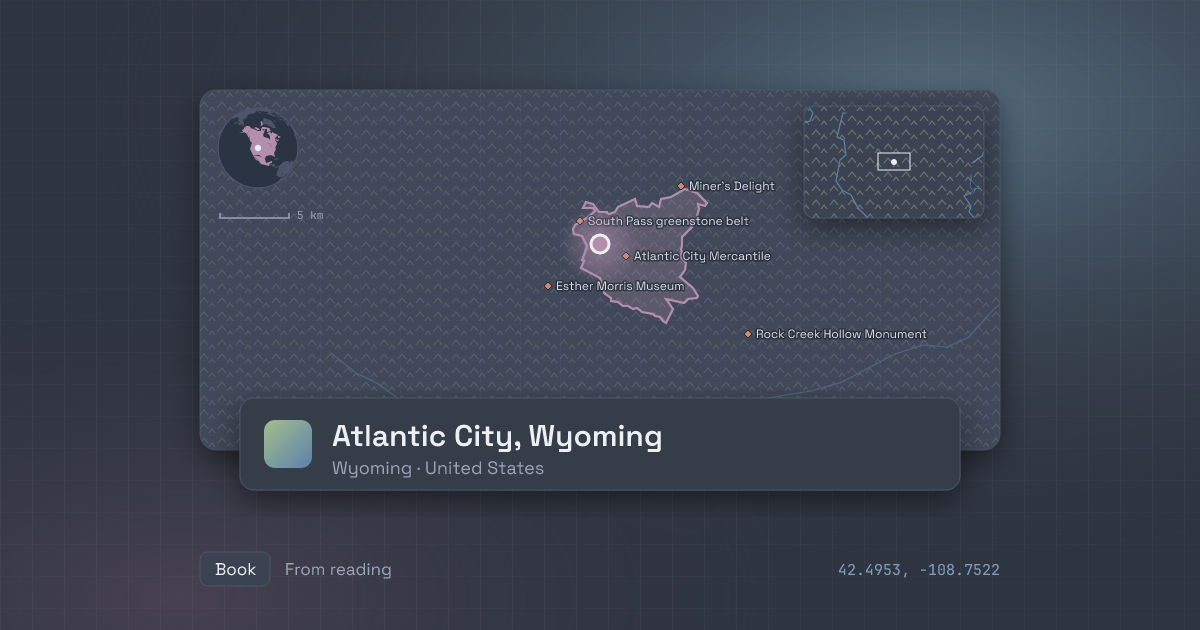 5 km
Miner's Delight
South Pass greenstone belt
Atlantic City Mercantile
Esther Morris Museum
Rock Creek Hollow Monument
Atlantic City, Wyoming
Wyoming · United States
Book
From reading
42.4953, -108.7522